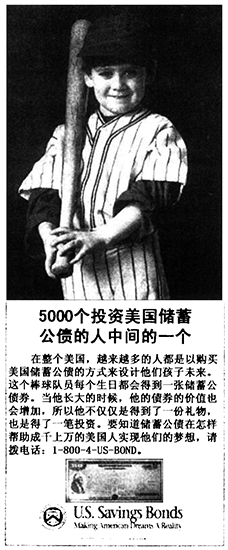 5000个投资美国储蓄
公债的人中间的一个
在整个美国，越来越多的人都是以购买
美国储蓄公债的方式来设计他们孩子未来。
这个棒球队员每个生日都会得到一张储蓄公
债券。当他长大的时候，他的债券的价值也
会增加，所以他不仅仅是得到了一份礼物，
也是得了一笔投资。要知道储蓄公债在怎样
帮助成千上万的美国人实现他们的梦想，请
拨电话：1-800-4-US-BOND。
U.S. Savings Bonds
Making American Dreams A Reality